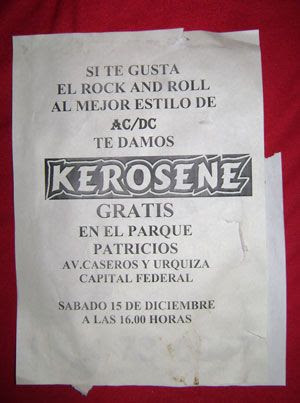 SI TE GUSTA
EL ROCK AND ROLL
AL MEJOR ESTILO DE
AC/DC
TE DAMOS
KEROSENE
GRATIS
EN EL PARQUE
PATRICIOS
AV.CASEROS Y URQUIZA
CAPITAL FEDERAL
SABADO 15 DE DICIEMBRE
A LAS 16.00 HORAS